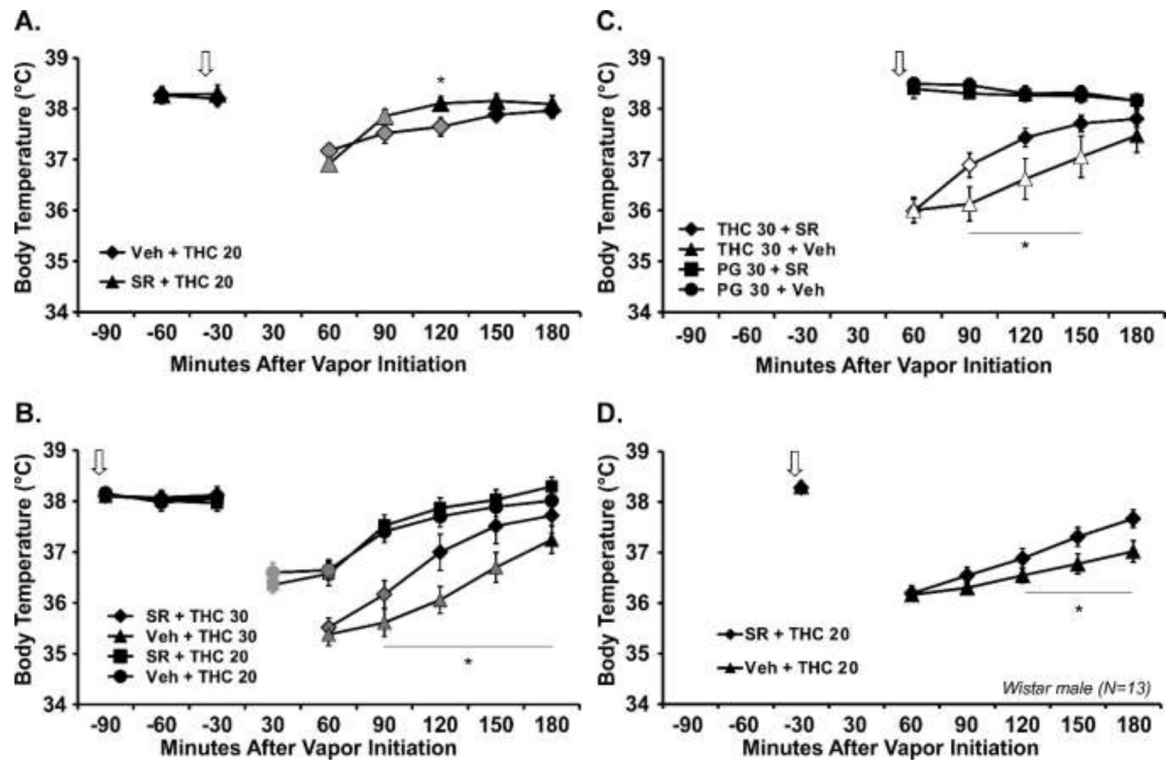 A.
Body Temperature (°C)
39
38
37
36
35
34
*
Veh + THC 20
SR + THC 20
-90 -60 -30 30 60 90 120 150 180
Minutes After Vapor Initiation
B.
Body Temperature (°C)
39
38
37
36
35
34
SR + THC 30
Veh + THC 30
SR + THC 20
Veh + THC 20
*
-90 -60 -30 30 60 90 120 150 180
Minutes After Vapor Initiation
C.
Body Temperature (°C)
39
38
37
36
35
34
THC 30 + SR
THC 30 + Veh
PG 30 + SR
PG 30 + Veh
*
-90 -60 -30 30 60 90 120 150 180
Minutes After Vapor Initiation
D.
Body Temperature (°C)
39
38
37
36
35
34
*
SR + THC 20
Veh + THC 20
Wistar male (N=13)
-90 -60 -30 30 60 90 120 150 180
Minutes After Vapor Initiation